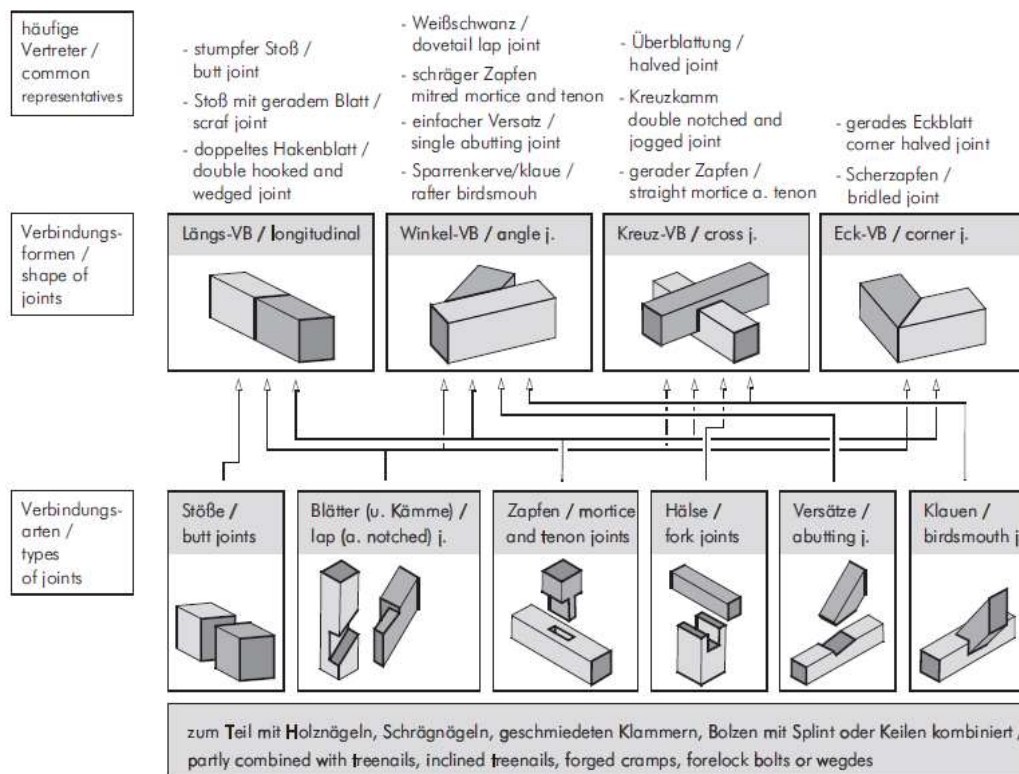 häufige
Vertreter /
common
representatives
- stumpfer Stoß /
butt joint
- Stoß mit geradem Blatt /
scraf joint
- doppeltes Hakenblatt /
double hooked and
wedged joint
- Weißschwanz /
dovetail lap joint
- schräger Zapfen
mitred mortice and tenon
- einfacher Versatz /
single abutting joint
- Sparrenkerve/klaue /
rafter birdsmouh
- Überblattung /
halved joint
- Kreuzkamm
double notched and
jogged joint
- gerader Zapfen /
straight mortice a. tenon
- gerades Eckblatt
corner halved joint
- Scherzapfen /
bridled joint
Verbindungs-
formen /
shape of
joints
Längs-VB / longitudinal
Winkel-VB / angle j.
Kreuz-VB / cross j.
Eck-VB / corner j.
Verbindungs-
arten /
types
of joints
Stöße /
butt joints
Blätter (u. Kämme) /
lap (a. notched) j.
Zapfen / mortice
and tenon joints
Hälse /
fork joints
Versätze /
abutting j.
Klauen /
birdsmouth j
zum Teil mit Holznägeln, Schrägnägeln, geschmiedeten Klammern, Bolzen mit Splint oder Keilen kombiniert /
partly combined with treenails, inclined treenails, forged cramps, forelock bolts or wegdes